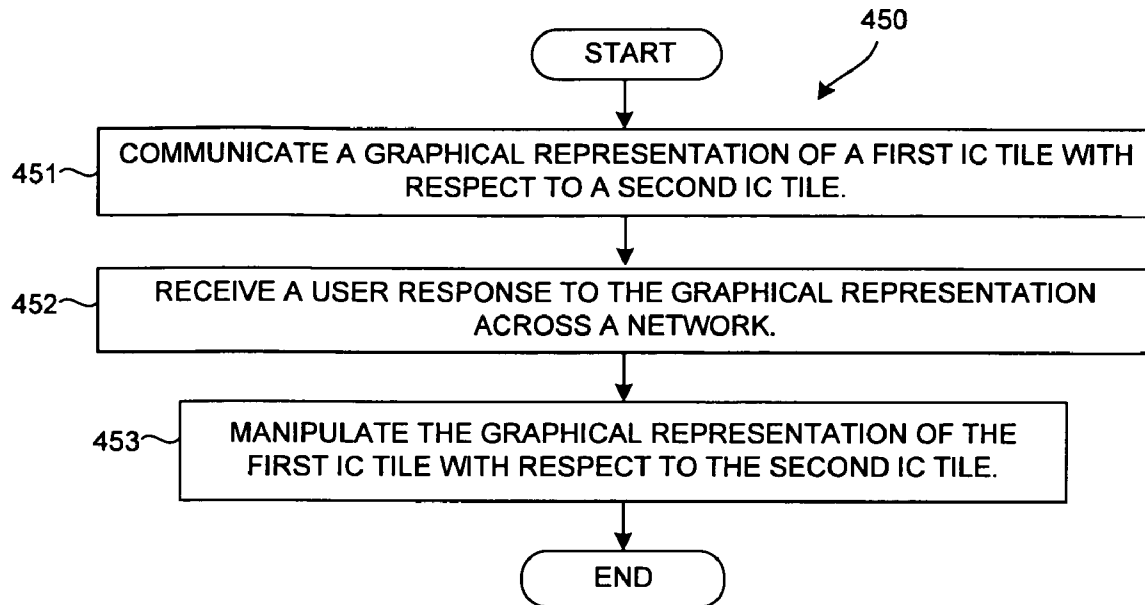 450
START
451
COMMUNICATE A GRAPHICAL REPRESENTATION OF A FIRST IC TILE WITH
RESPECT TO A SECOND IC TILE.
452
RECEIVE A USER RESPONSE TO THE GRAPHICAL REPRESENTATION
ACROSS A NETWORK.
453
MANIPULATE THE GRAPHICAL REPRESENTATION OF THE
FIRST IC TILE WITH RESPECT TO THE SECOND IC TILE.
END